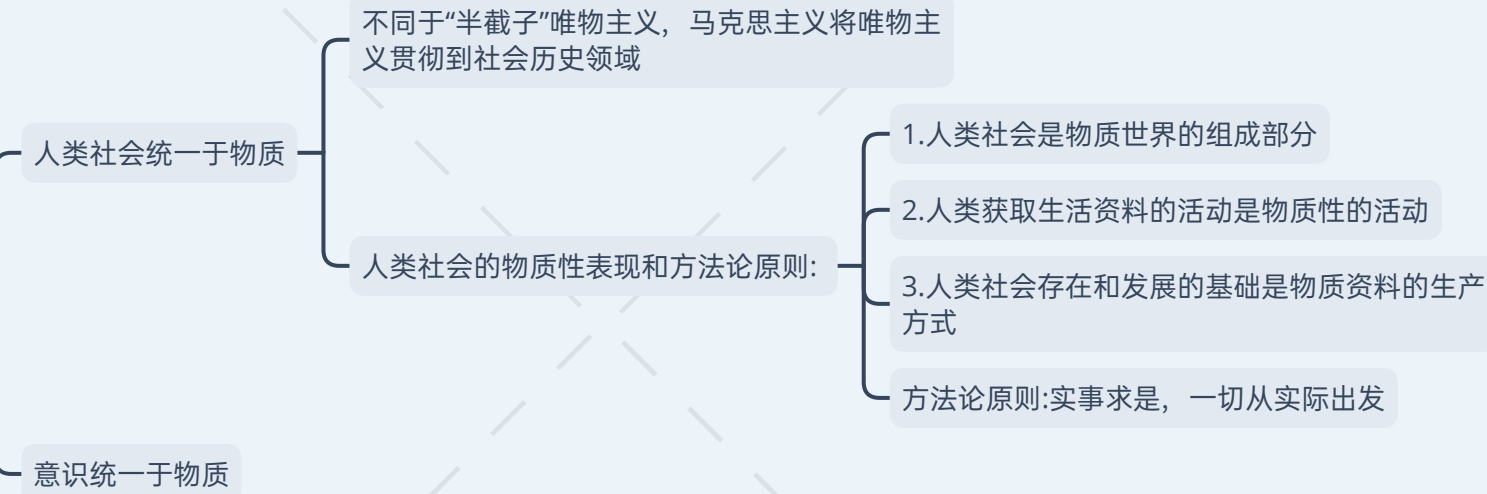 不同于“半截子”唯物主义，马克思主义将唯物主
义贯彻到社会历史领域
人类社会统一于物质
人类社会的物质性表现和方法论原则:
1.人类社会是物质世界的组成部分
2.人类获取生活资料的活动是物质性的活动
3.人类社会存在和发展的基础是物质资料的生产
方式
方法论原则:实事求是，一切从实际出发
意识统一于物质